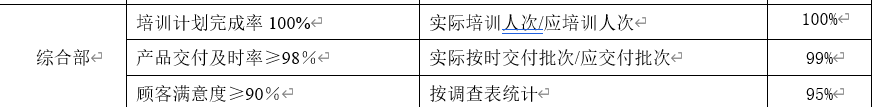 培训计划完成率 100% 实际培训人次/应培训人次 100%
综合部 产品交付及时率≥98% 实际按时交付批次/应交付批次 99%
顾客满意度≥90% 按调查表统计 95%